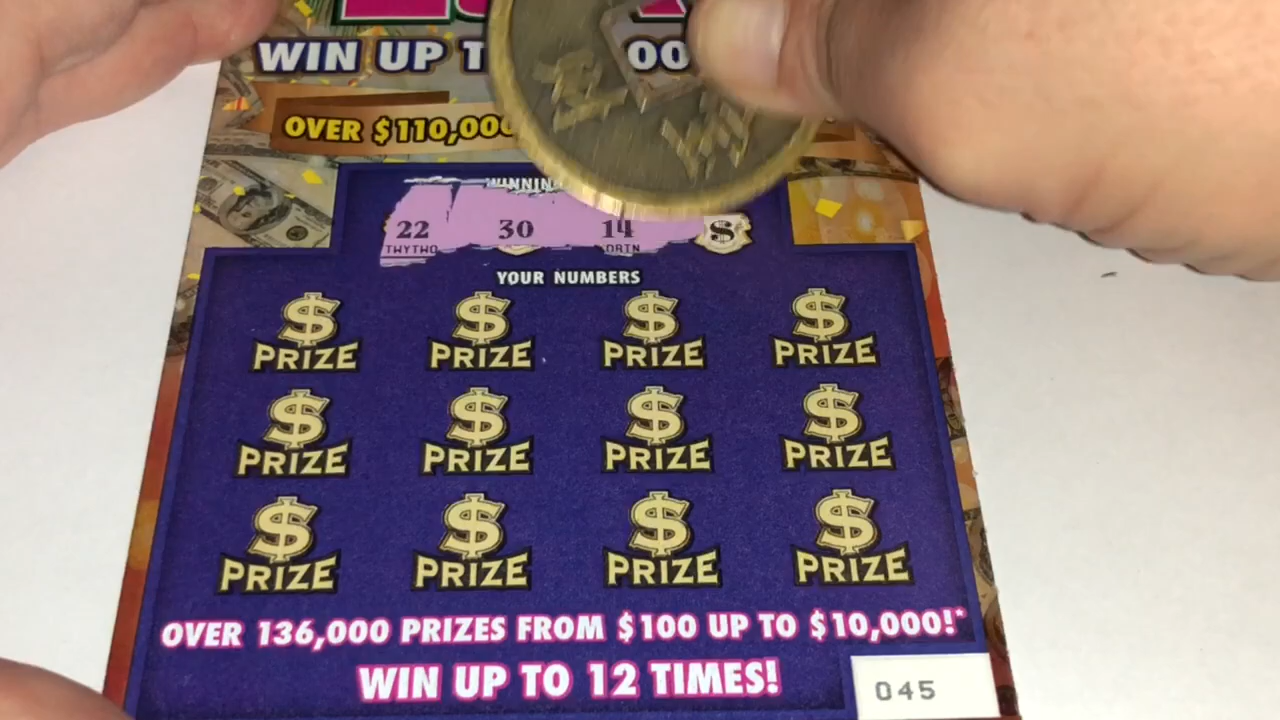 WIN UP T 00
OVER $110,000
WINNIN
22 30 14 $
TWYTWO
YOUR NUMBERS
$ $ $ $
PRIZE PRIZE PRIZE PRIZE
$ $ $ $
PRIZE PRIZE PRIZE PRIZE
$ $ $ $
PRIZE PRIZE PRIZE PRIZE
OVER 136,000 PRIZES FROM $100 UP TO $10,000!*
WIN UP TO 12 TIMES!
045